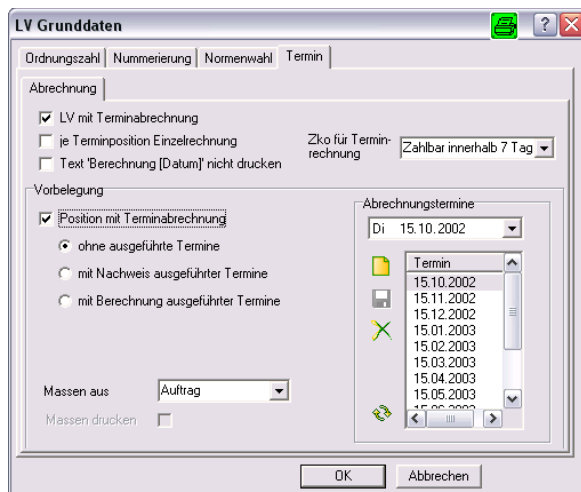 LV Grunddaten
Ordnungszahl Nummerierung Normenwahl Termin
Abrechnung
LV mit Terminabrechnung
je Terminposition Einzelrechnung
Text 'Berechnung [Datum]' nicht drucken
Zko für Termin-
rechnung
Zahlbar innerhalb 7 Tag
Vorbelegung
Position mit Terminabrechnung
ohne ausgeführte Termine
mit Nachweis ausgeführter Termine
mit Berechnung ausgeführter Termine
Massen aus Auftrag
Massen drucken
Abrechnungstermine
Di 15.10.2002
Termin
15.10.2002
15.11.2002
15.12.2002
15.01.2003
15.02.2003
15.03.2003
15.04.2003
15.05.2003
OK Abbrechen